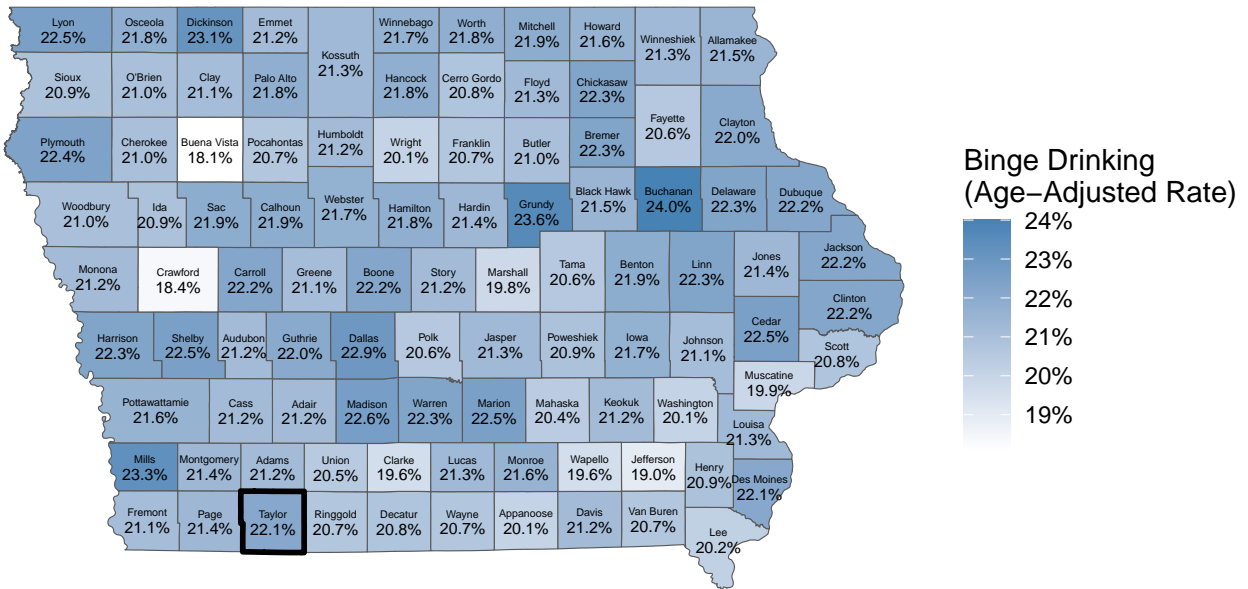 Lyon
22.5%
Osceola
21.8%
Dickinson
23.1%
Emmet
21.2%
Kossuth
21.3%
Winnebago
21.7%
Worth
21.8%
Mitchell
21.9%
Howard
21.6%
Winneshiek
21.3%
Allamakee
21.5%
Sioux
20.9%
O'Brien
21.0%
Clay
21.1%
Palo Alto
21.8%
Hancock
21.8%
Cerro Gordo
20.8%
Floyd
21.3%
Chickasaw
22.3%
Fayette
20.6%
Clayton
22.0%
Plymouth
22.4%
Cherokee
21.0%
Buena Vista
18.1%
Pocahontas
20.7%
Humboldt
21.2%
Wright
20.1%
Franklin
20.7%
Butler
21.0%
Bremer
22.3%
Woodbury
21.0%
Ida
20.9%
Sac
21.9%
Calhoun
21.9%
Webster
21.7%
Hamilton
21.8%
Hardin
21.4%
Grundy
23.6%
Black Hawk
21.5%
Buchanan
24.0%
Delaware
22.3%
Dubuque
22.2%
Monona
21.2%
Crawford
18.4%
Carroll
22.2%
Greene
21.1%
Boone
22.2%
Story
21.2%
Marshall
19.8%
Tama
20.6%
Benton
21.9%
Linn
22.3%
Jones
21.4%
Jackson
22.2%
Clinton
22.2%
Harrison
22.3%
Shelby
22.5%
Audubon
21.2%
Guthrie
22.0%
Dallas
22.9%
Polk
20.6%
Jasper
21.3%
Poweshiek
20.9%
Iowa
21.7%
Johnson
21.1%
Cedar
22.5%
Scott
20.8%
Muscatine
19.9%
Pottawattamie
21.6%
Cass
21.2%
Adair
21.2%
Madison
22.6%
Warren
22.3%
Marion
22.5%
Mahaska
20.4%
Keokuk
21.2%
Washington
20.1%
Louisa
21.3%
Mills
23.3%
Montgomery
21.4%
Adams
21.2%
Union
20.5%
Clarke
19.6%
Lucas
21.3%
Monroe
21.6%
Wapello
19.6%
Jefferson
19.0%
Henry
20.9%
Des Moines
22.1%
Fremont
21.1%
Page
21.4%
Taylor
22.1%
Ringgold
20.7%
Decatur
20.8%
Wayne
20.7%
Appanoose
20.1%
Davis
21.2%
Van Buren
20.7%
Lee
20.2%
Binge Drinking
(Age−Adjusted Rate)
24%
23%
22%
21%
20%
19%